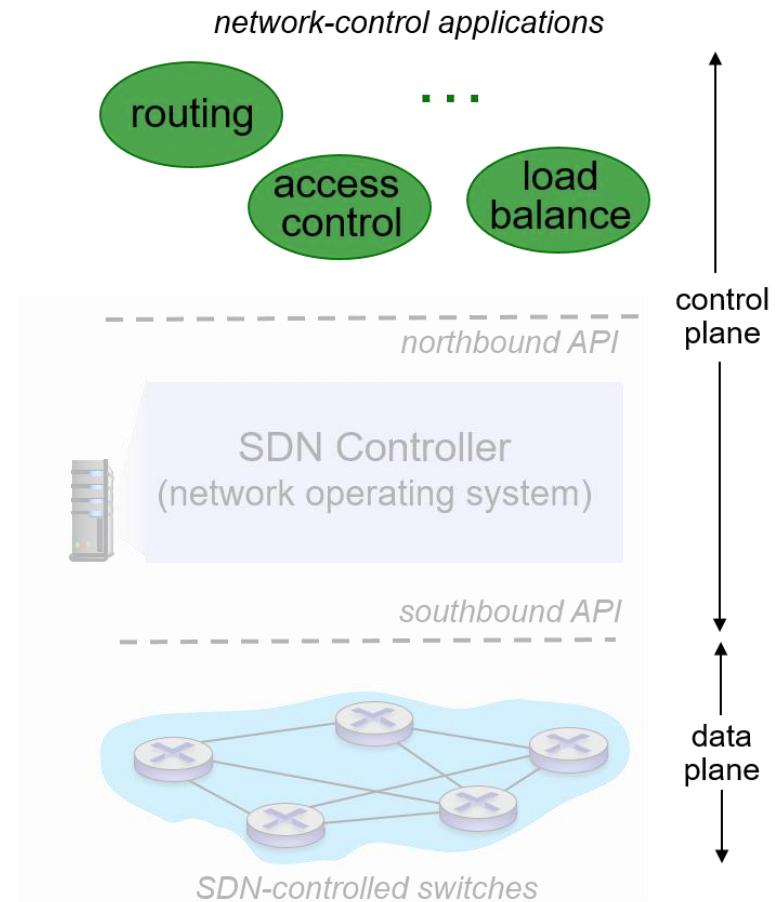 network-control applications
routing
...
access
control
load
balance
control
plane
northbound API
SDN Controller
(network operating system)
southbound API
data
plane
SDN-controlled switches